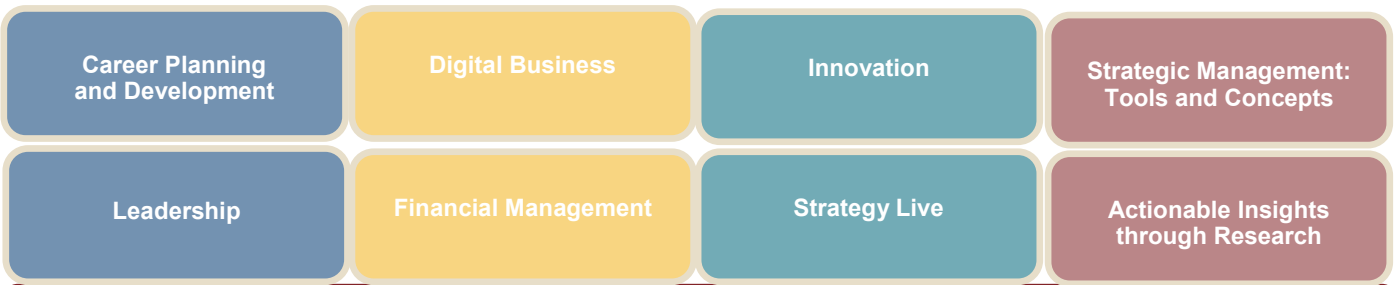 Career Planning
and Development
Digital Business
Innovation
Strategic Management:
Tools and Concepts
Leadership
Financial Management
Strategy Live
Actionable Insights
through Research